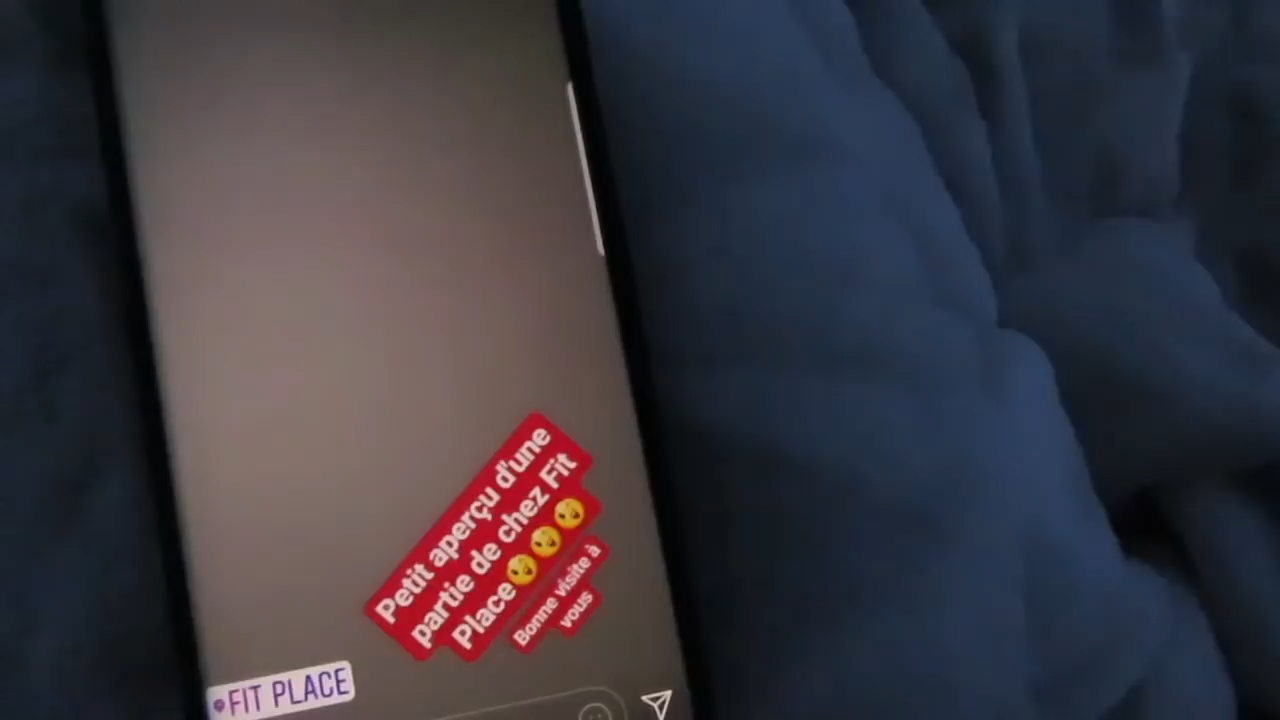 Petit aperçu d'une
partie de chez Fit
Place😉😉😉
Bonne visite à
vous
FIT PLACE